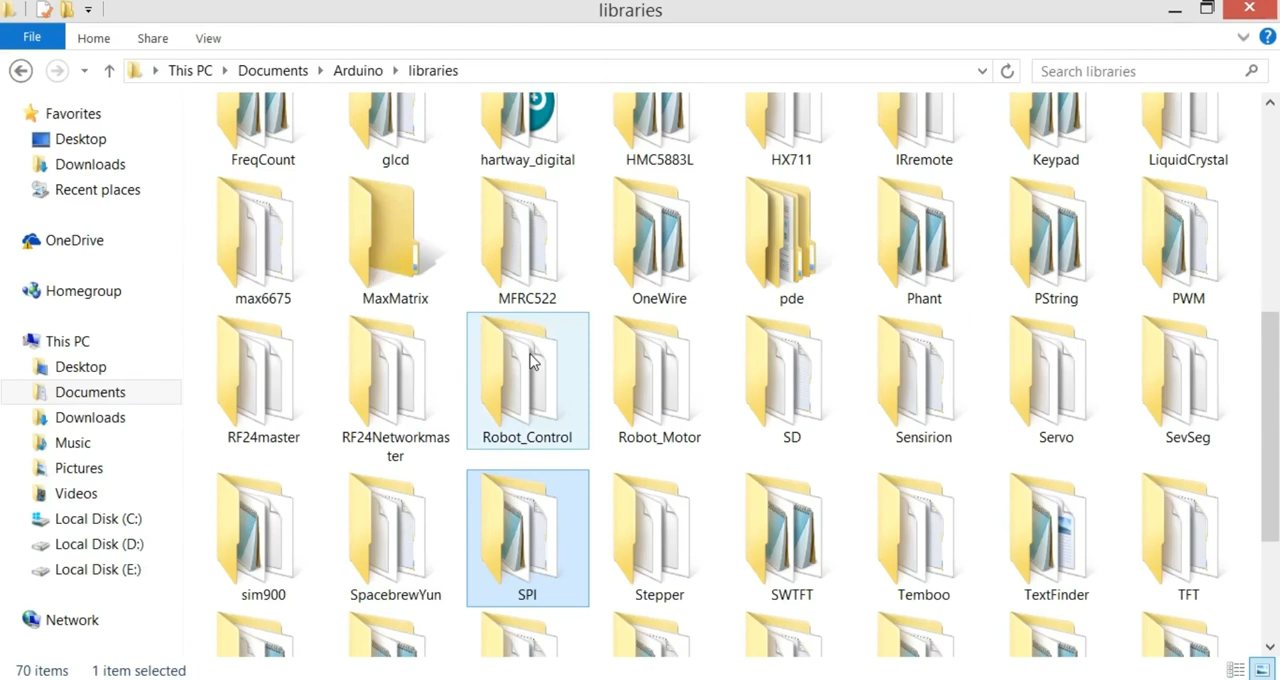 libraries
File
Home
Share
View
This PC
Documents
Arduino
libraries
Search libraries
Favorites
Desktop
Downloads
Recent places
OneDrive
Homegroup
This PC
Desktop
Documents
Downloads
Music
Pictures
Videos
Local Disk (C:)
Local Disk (D:)
Local Disk (E:)
Network
FreqCount
glcd
hartway_digital
HMC5883L
HX711
IRremote
Keypad
LiquidCrystal
max6675
MaxMatrix
MFRC522
OneWire
pde
Phant
PString
PWM
RF24master
RF24Networkmas
ter
Robot_Control
Robot_Motor
SD
Sensirion
Servo
SevSeg
sim900
SpacebrewYun
SPI
Stepper
SWTFT
Temboo
TextFinder
TFT
70 items
1 item selected